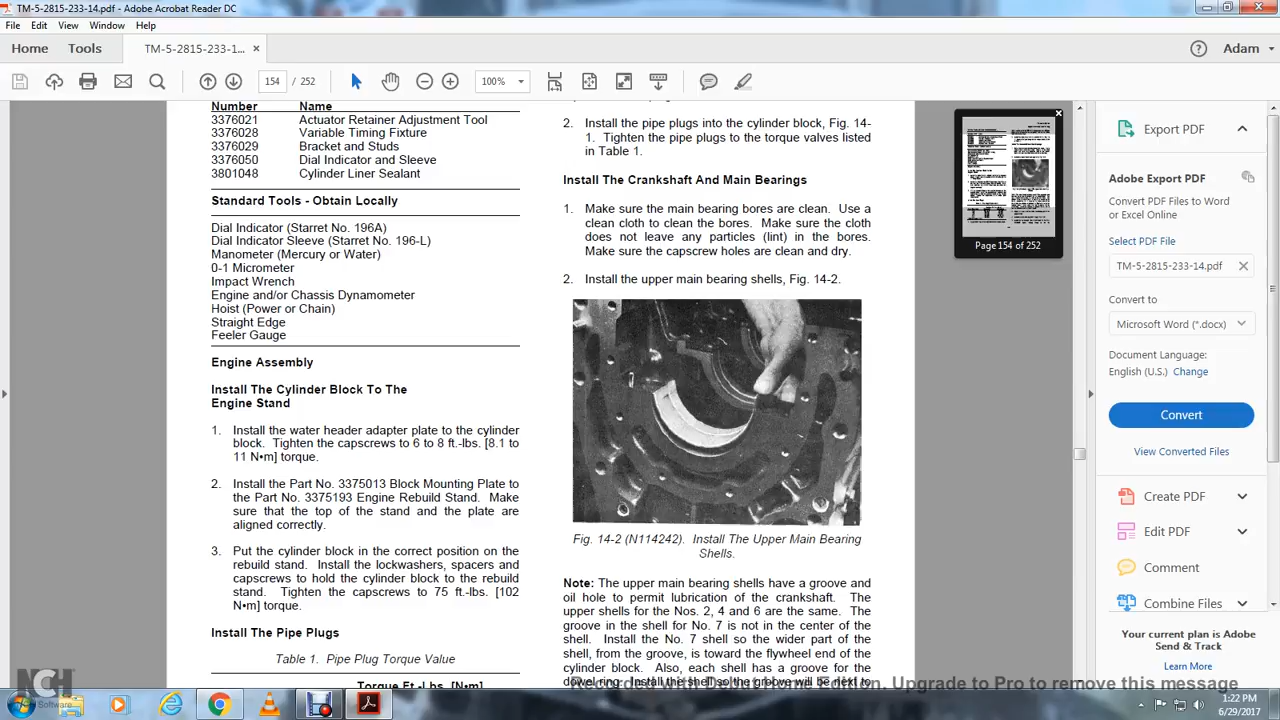 TM-5-2815-233-14.pdf - Adobe Acrobat Reader DC
File Edit View Window Help
Home Tools TM-5-2815-233-1... × Adam
154 / 252 100%
Number Name
3376021 Actuator Retainer Adjustment Tool
3376028 Variable Timing Fixture
3376029 Bracket and Studs
3376050 Dial Indicator and Sleeve
3801048 Cylinder Liner Sealant
Standard Tools - Obtain Locally
Dial Indicator (Starret No. 196A)
Dial Indicator Sleeve (Starret No. 196-L)
Manometer (Mercury or Water)
0-1 Micrometer
Impact Wrench
Engine and/or Chassis Dynamometer
Hoist (Power or Chain)
Straight Edge
Feeler Gauge
Engine Assembly
Install The Cylinder Block To The
Engine Stand
1. Install the water header adapter plate to the cylinder
block. Tighten the capscrews to 6 to 8 ft.-lbs. [8.1 to
11 N•m] torque.
2. Install the Part No. 3375013 Block Mounting Plate to
the Part No. 3375193 Engine Rebuild Stand. Make
sure that the top of the stand and the plate are
aligned correctly.
3. Put the cylinder block in the correct position on the
rebuild stand. Install the lockwashers, spacers and
capscrews to hold the cylinder block to the rebuild
stand. Tighten the capscrews to 75 ft.-lbs. [102
N•m] torque.
Install The Pipe Plugs
Table 1. Pipe Plug Torque Value
Torque Ft.-Lbs. [N•m]
2. Install the pipe plugs into the cylinder block, Fig. 14-
1. Tighten the pipe plugs to the torque valves listed
in Table 1.
Install The Crankshaft And Main Bearings
1. Make sure the main bearing bores are clean. Use a
clean cloth to clean the bores. Make sure the cloth
does not leave any particles (lint) in the bores.
Make sure the capscrew holes are clean and dry.
2. Install the upper main bearing shells, Fig. 14-2.
Fig. 14-2 (N114242). Install The Upper Main Bearing
Shells.
Note: The upper main bearing shells have a groove and
oil hole to permit lubrication of the crankshaft. The
upper shells for the Nos. 2, 4 and 6 are the same. The
groove in the shell for No. 7 is not in the center of the
shell. Install the No. 7 shell so the wider part of the
shell, from the groove, is toward the flywheel end of the
cylinder block. Also, each shell has a groove for the
dowel ring. Install the shell so the groove will be next to
Page 154 of 252
Export PDF
Adobe Export PDF
Convert PDF Files to Word
or Excel Online
Select PDF File
TM-5-2815-233-14.pdf
Convert to
Microsoft Word (*.docx)
Document Language:
English (U.S.) Change
Convert
View Converted Files
Create PDF
Edit PDF
Comment
Combine Files
Your current plan is Adobe
Send & Track
Learn More
Upgrade to Pro to remove this message
NCH Software
1:22 PM
6/29/2017